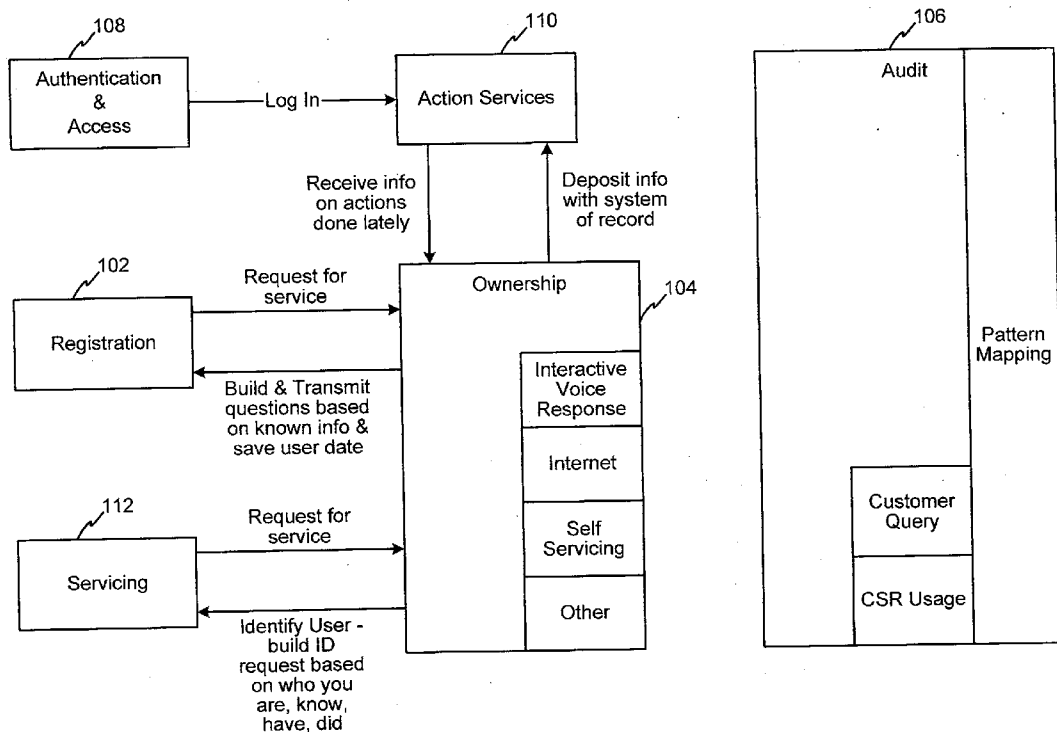 108
Authentication
&
Access
Log In
110
Action Services
Receive info
on actions
done lately
Deposit info
with system
of record
102
Registration
Request for
service
Build & Transmit
questions based
on known info &
save user date
Ownership
104
Interactive
Voice
Response
Internet
Self
Servicing
Other
112
Servicing
Request for
service
Identify User -
build ID
request based
on who you
are, know,
have, did
106
Audit
Pattern
Mapping
Customer
Query
CSR Usage